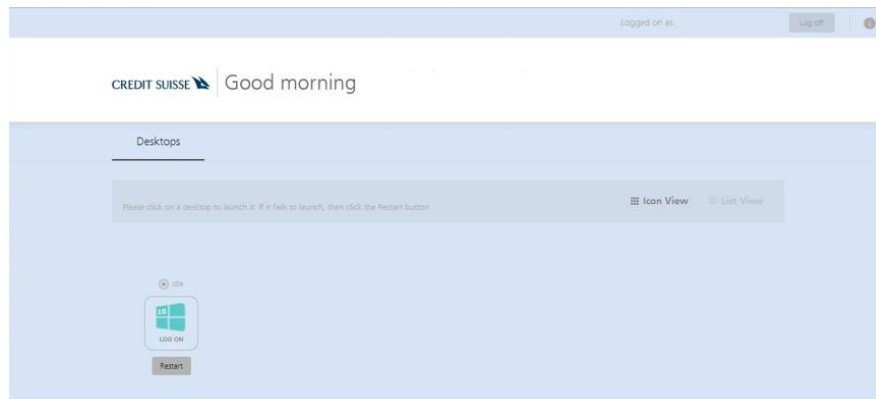 Logged on as
Log off
CREDIT SUISSE
Good morning
Desktops
Please click on a desktop to launch it. If it fails to launch, then click the Restart button
Icon View
List View
Idle
10
LOG ON
Restart